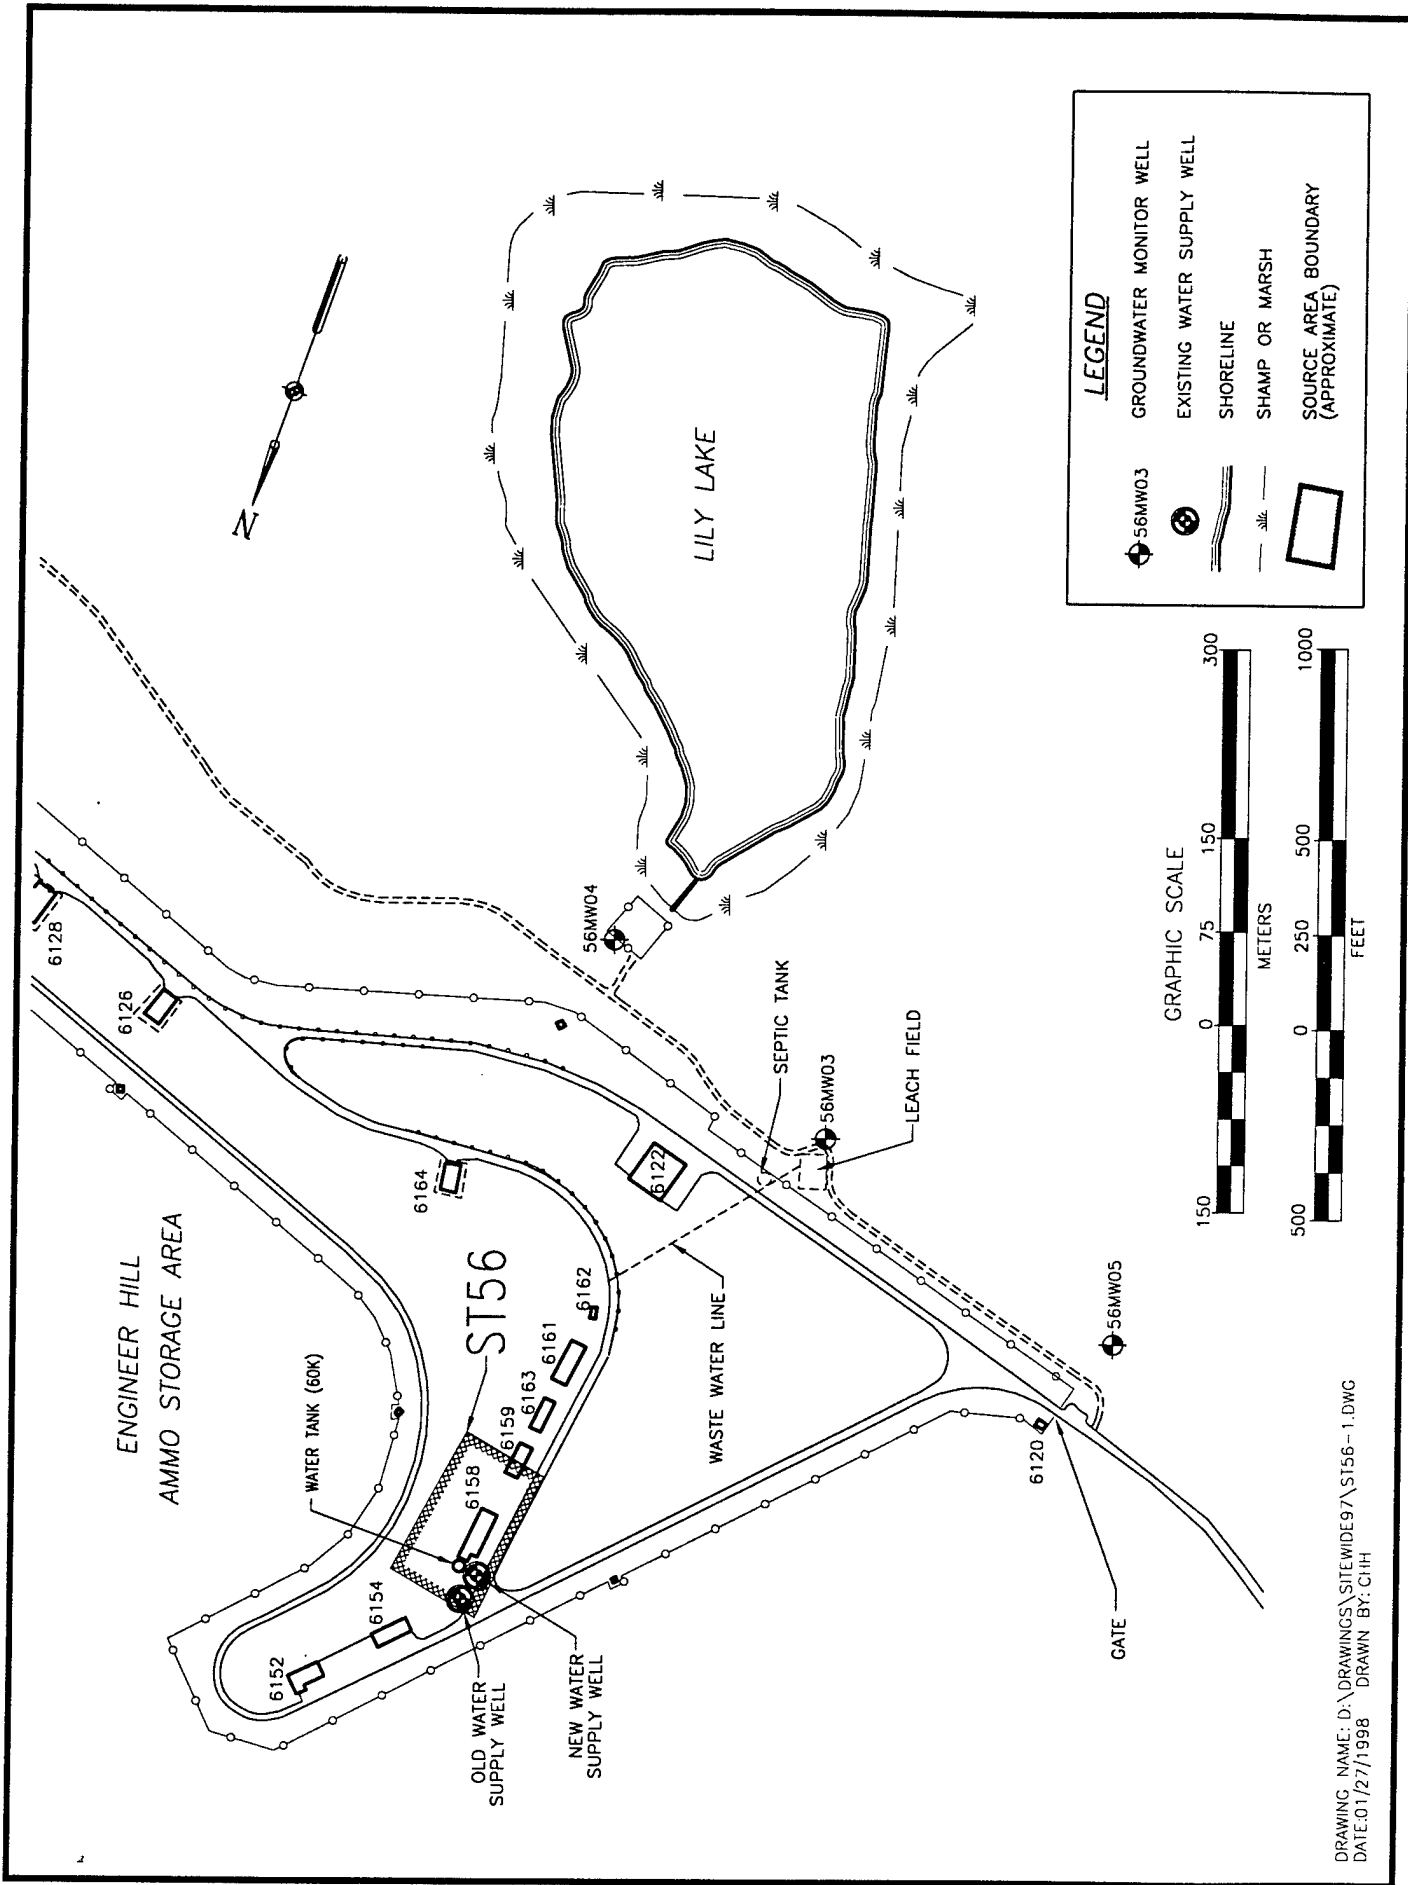 ENGINEER HILL
AMMO STORAGE AREA
WATER TANK (60K)
6152
6154
6158
6159
6163
6161
6162
ST56
6164
6126
6128
6122
6120
OLD WATER
SUPPLY WELL
NEW WATER
SUPPLY WELL
WASTE WATER LINE
GATE
SEPTIC TANK
LEACH FIELD
56MW03
56MW04
56MW05
LILY LAKE
N
GRAPHIC SCALE
150 0 75 150 300
METERS
500 0 250 500 1000
FEET
LEGEND
56MW03 GROUNDWATER MONITOR WELL
EXISTING WATER SUPPLY WELL
SHORELINE
SHAMP OR MARSH
SOURCE AREA BOUNDARY
(APPROXIMATE)
DRAWING NAME: D:\DRAWINGS\SITEWIDE97\ST56-1.DWG
DATE:01/27/1998 DRAWN BY: CHH